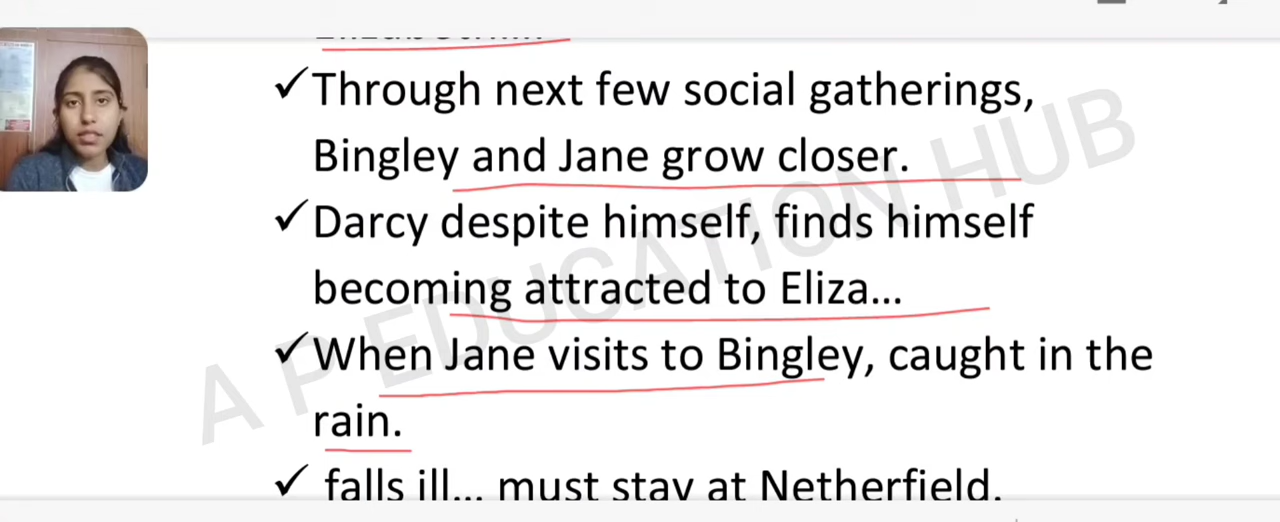 ✓Through next few social gatherings,
Bingley and Jane grow closer.
✓Darcy despite himself, finds himself
becoming attracted to Eliza...
✓When Jane visits to Bingley, caught in the
rain.
✓ falls ill... must stay at Netherfield.
A P EDUCATION HUB